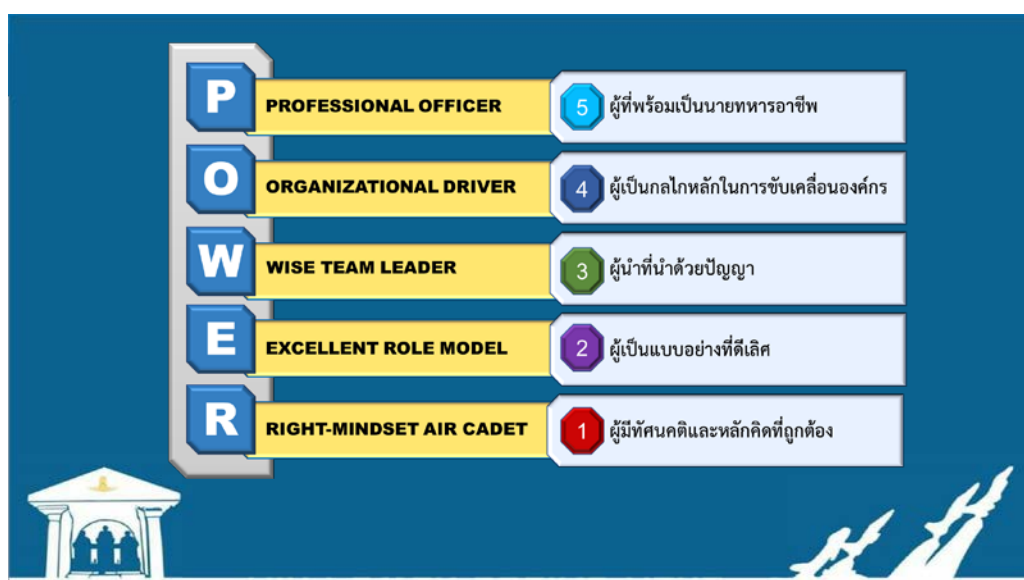 P
PROFESSIONAL OFFICER
5
ผู้ที่พร้อมเป็นนายทหารอาชีพ
O
ORGANIZATIONAL DRIVER
4
ผู้เป็นกลไกหลักในการขับเคลื่อนองค์กร
W
WISE TEAM LEADER
3
ผู้นำที่นำด้วยปัญญา
E
EXCELLENT ROLE MODEL
2
ผู้เป็นแบบอย่างที่ดีเลิศ
R
RIGHT-MINDSET AIR CADET
1
ผู้มีทัศนคติและหลักคิดที่ถูกต้อง